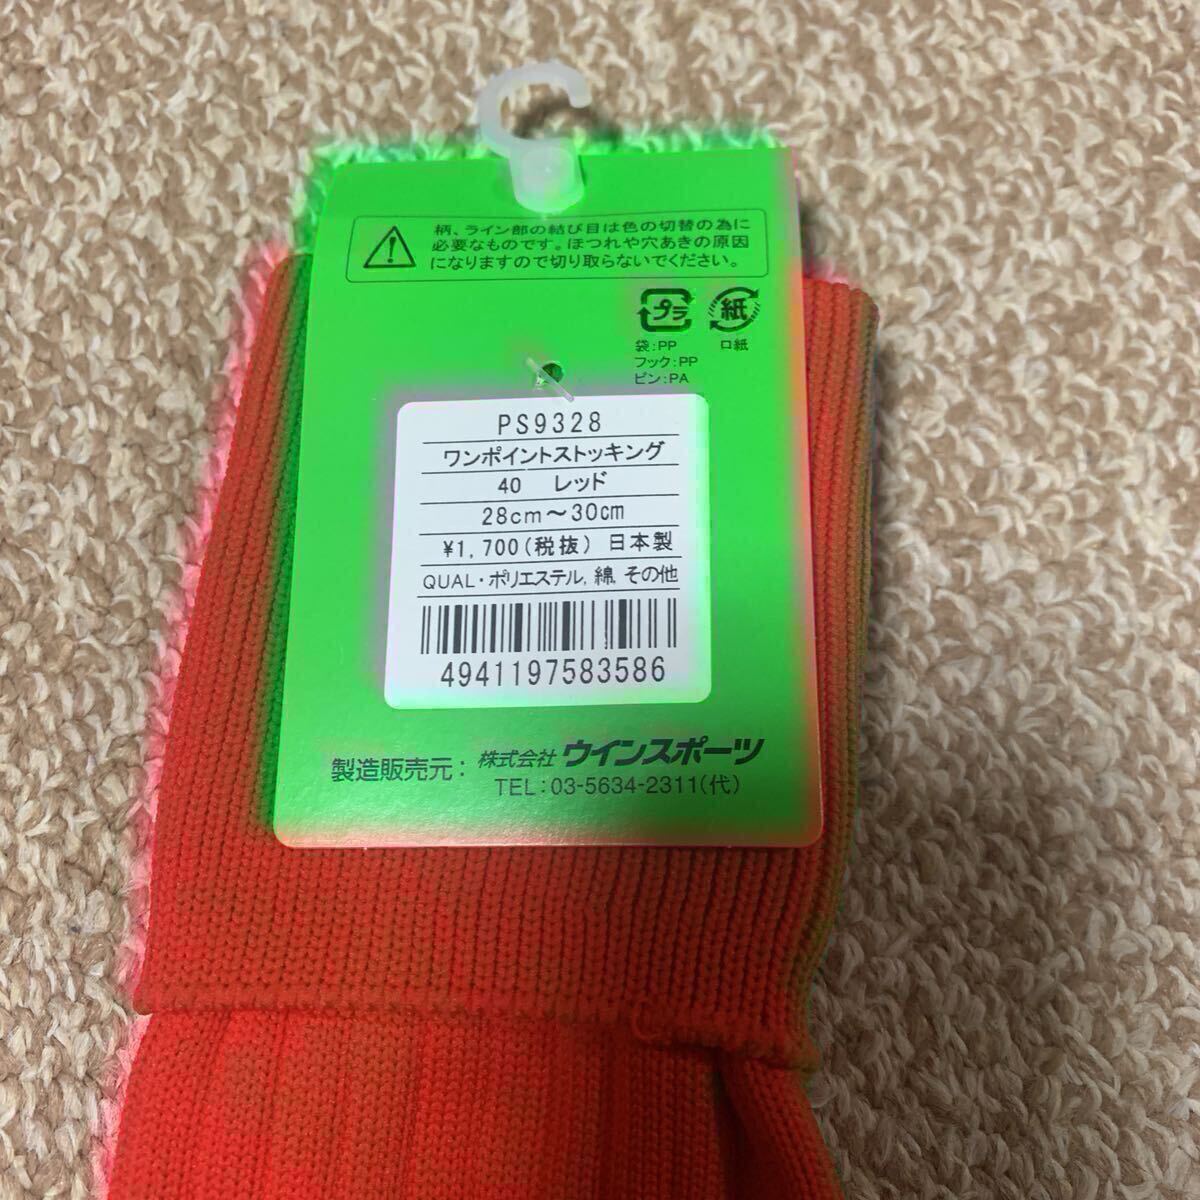 柄、ライン部の結び目は色の切替の為に
必要なものです。ほつれや穴あきの原因
になりますので切り取らないでください。
プラ
紙
袋:PP
フック:PP
ピン:PA
口紙
PS9328
ワンポイントストッキング
40 レッド
28cm～30cm
¥1,700(税抜) 日本製
QUAL・ポリエステル, 綿, その他
4941197583586
製造販売元: 株式会社 ウインスポーツ
TEL:03-5634-2311(代)